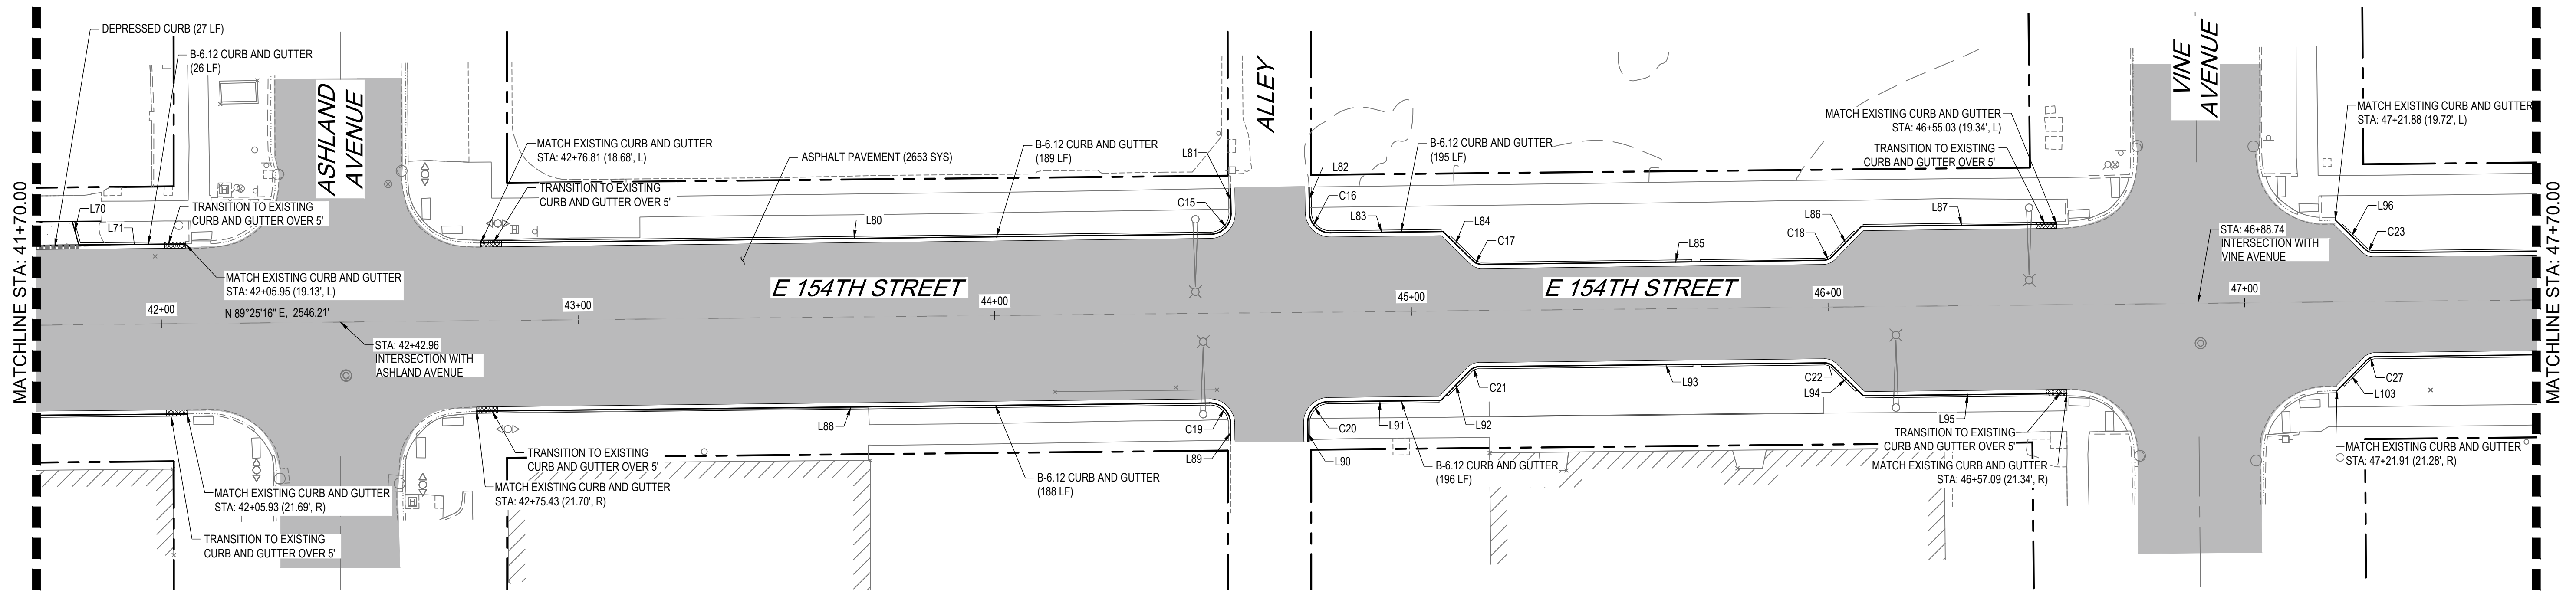 MATCHLINE STA: 41+70.00
DEPRESSED CURB (27 LF)
B-6.12 CURB AND GUTTER
(26 LF)
L70
L71
TRANSITION TO EXISTING
CURB AND GUTTER OVER 5'
MATCH EXISTING CURB AND GUTTER
STA: 42+05.95 (19.13', L)
42+00
N 89°25'16" E, 2546.21'
ASHLAND
AVENUE
STA: 42+42.96
INTERSECTION WITH
ASHLAND AVENUE
MATCH EXISTING CURB AND GUTTER
STA: 42+05.93 (21.69', R)
TRANSITION TO EXISTING
CURB AND GUTTER OVER 5'
H
H
MATCH EXISTING CURB AND GUTTER
STA: 42+76.81 (18.68', L)
TRANSITION TO EXISTING
CURB AND GUTTER OVER 5'
ASPHALT PAVEMENT (2653 SYS)
L80
B-6.12 CURB AND GUTTER
(189 LF)
43+00
E 154TH STREET
44+00
TRANSITION TO EXISTING
CURB AND GUTTER OVER 5'
MATCH EXISTING CURB AND GUTTER
STA: 42+75.43 (21.70', R)
L88
B-6.12 CURB AND GUTTER
(188 LF)
ALLEY
L81
C15
L82
C16
L83
B-6.12 CURB AND GUTTER
(195 LF)
L84
C17
L85
C18
L86
L87
MATCH EXISTING CURB AND GUTTER
STA: 46+55.03 (19.34', L)
TRANSITION TO EXISTING
CURB AND GUTTER OVER 5'
45+00
E 154TH STREET
46+00
C19
L89
C20
L90
L91
L92
C21
B-6.12 CURB AND GUTTER
(196 LF)
L93
C22
L94
L95
TRANSITION TO EXISTING
CURB AND GUTTER OVER 5'
MATCH EXISTING CURB AND GUTTER
STA: 46+57.09 (21.34', R)
VINE
AVENUE
STA: 46+88.74
INTERSECTION WITH
VINE AVENUE
47+00
MATCH EXISTING CURB AND GUTTER
STA: 47+21.88 (19.72', L)
L96
C23
C27
L103
MATCH EXISTING CURB AND GUTTER
STA: 47+21.91 (21.28', R)
MATCHLINE STA: 47+70.00